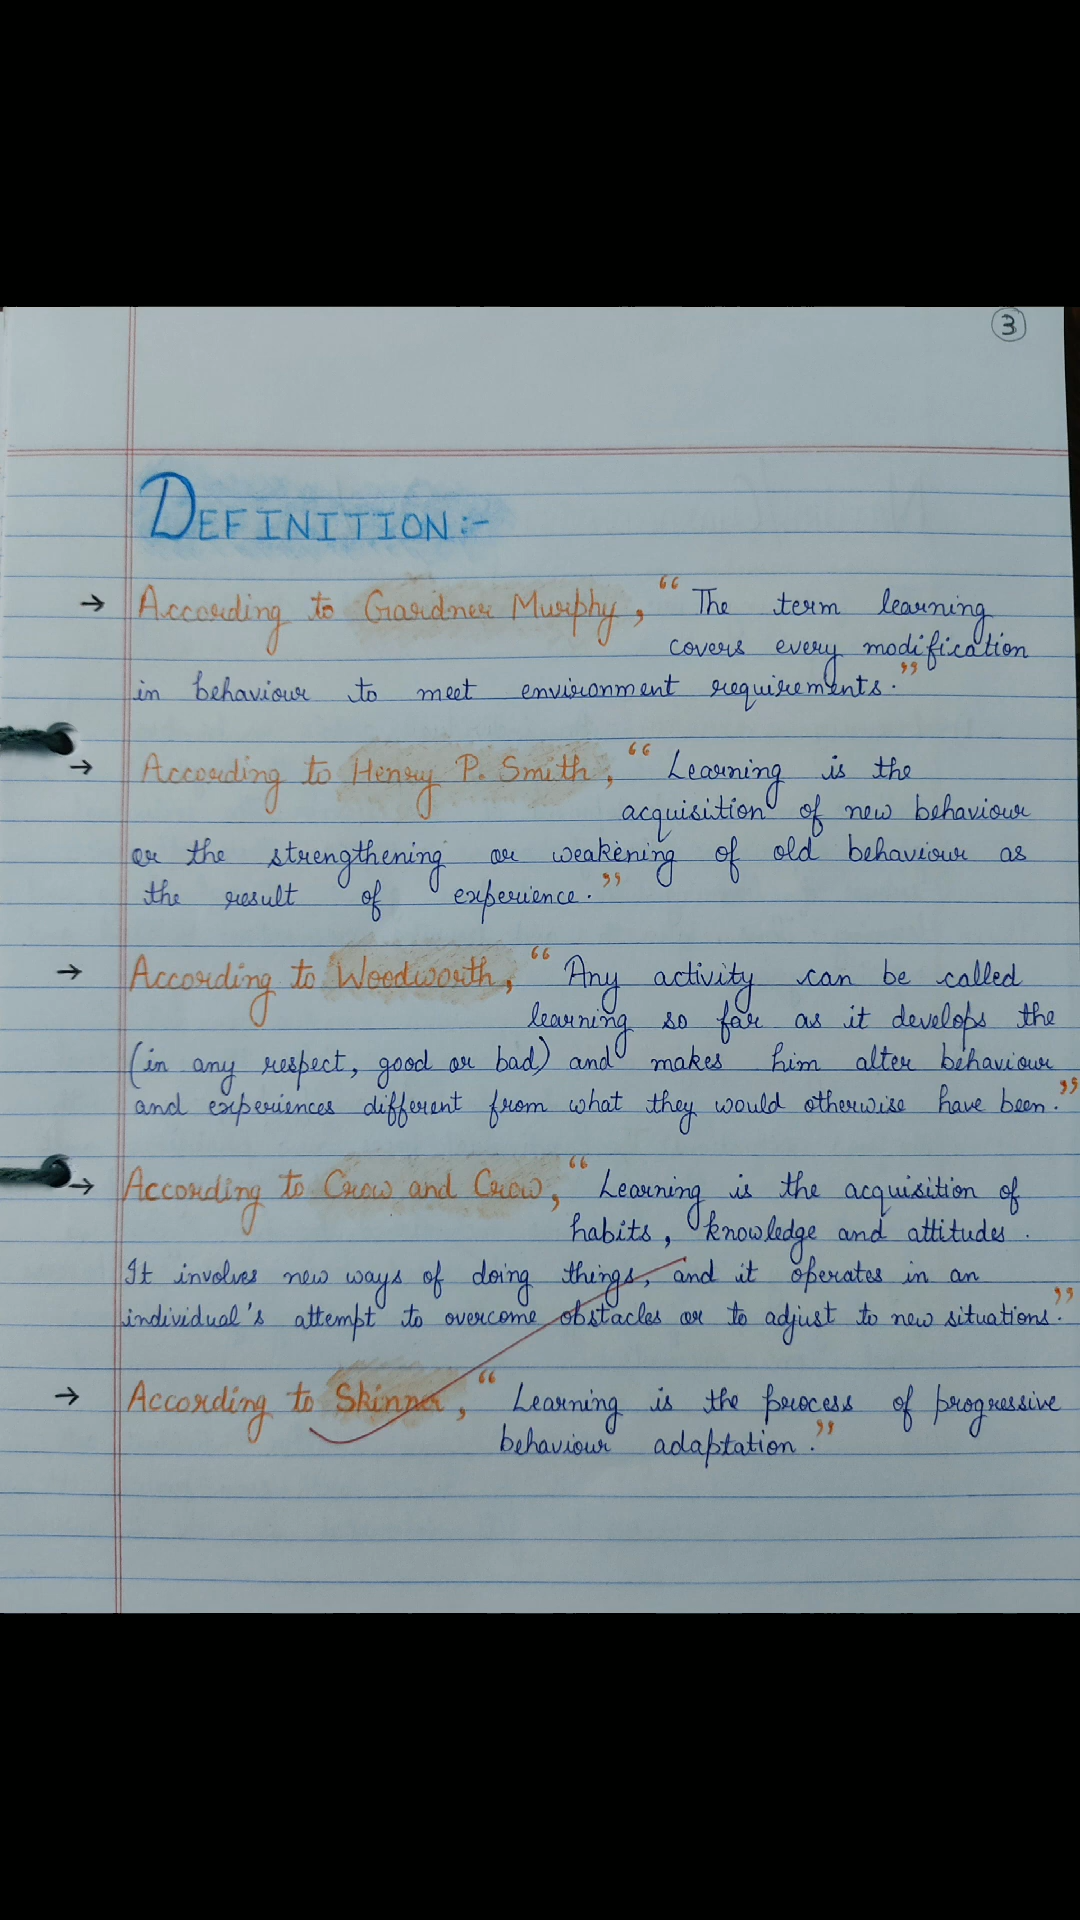 3
DEFINITION:-
→ According to Gardner Murphy, “The term learning
covers every modification
in behaviour to meet environment requirements.”
→ According to Henry P. Smith, “Learning is the
acquisition of new behaviour
or the strengthening or weakening of old behaviour as
the result of experience.”
→ According to Woodworth, “Any activity can be called
learning so far as it develops the
(in any respect, good or bad) and makes him alter behaviour
and experiences different from what they would otherwise have been.”
→ According to Crow and Crow, “Learning is the acquisition of
habits, knowledge and attitudes.
It involves new ways of doing things, and it operates in an
individual's attempt to overcome obstacles or to adjust to new situations.”
→ According to Skinner, “Learning is the process of progressive
behaviour adaptation.”